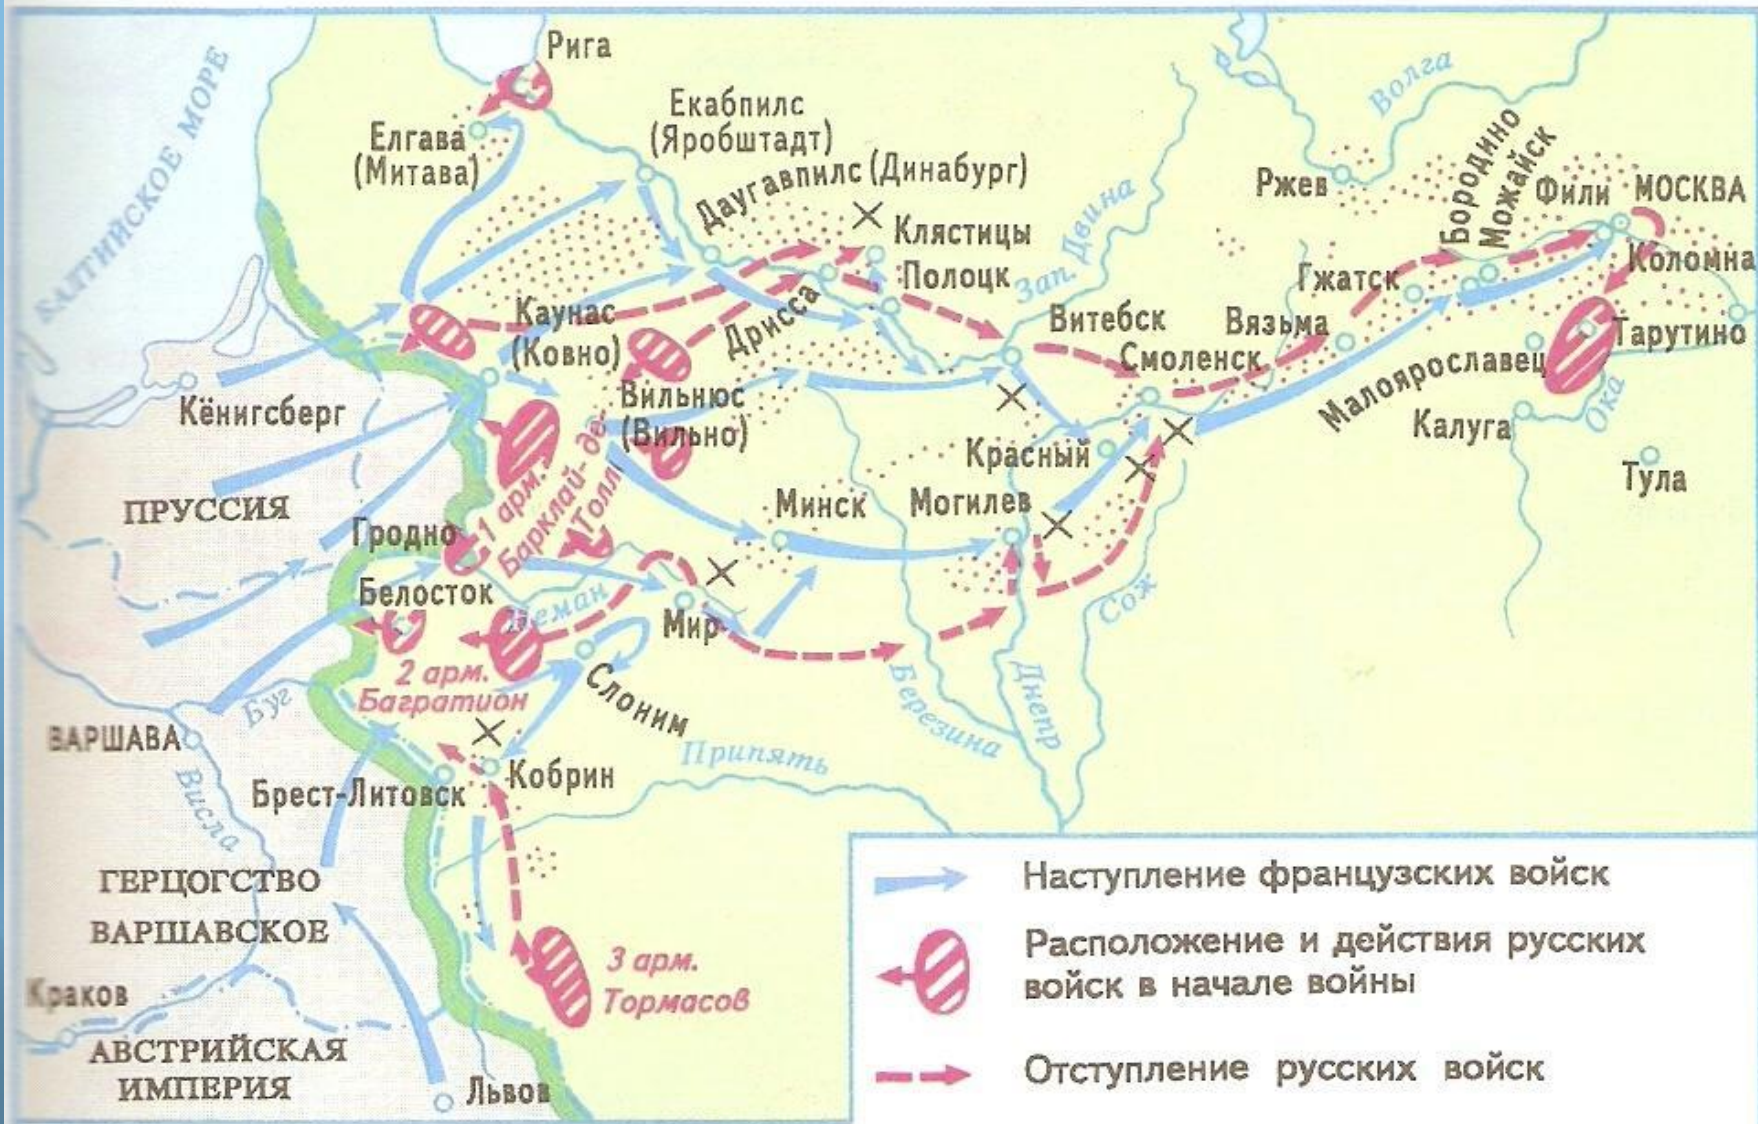 Рига
БАЛТИЙСКОЕ МОРЕ
Екабпилс
(Яробштадт)
Волга
Елгава
(Митава)
Даугавпилс (Динабург)
Ржев
Бородино
Можайск
Фили
МОСКВА
Клястицы
Зап. Двина
Коломна
Полоцк
Гжатск
Каунас
(Ковно)
Дрисса
Витебск
Вязьма
Тарутино
Смоленск
Малоярославец
Кёнигсберг
Вильнюс
(Вильно)
Калуга
Ока
Красный
Тула
ПРУССИЯ
1 арм.
Барклай-де-
Толли
Минск
Могилев
Гродно
Белосток
Неман
Мир
Сож
2 арм.
Багратион
Слоним
Березина
Днепр
Буг
ВАРШАВА
Висла
Припять
Кобрин
Брест-Литовск
ГЕРЦОГСТВО
ВАРШАВСКОЕ
3 арм.
Тормасов
Краков
АВСТРИЙСКАЯ
ИМПЕРИЯ
Львов
Наступление французских войск
Расположение и действия русских
войск в начале войны
Отступление русских войск